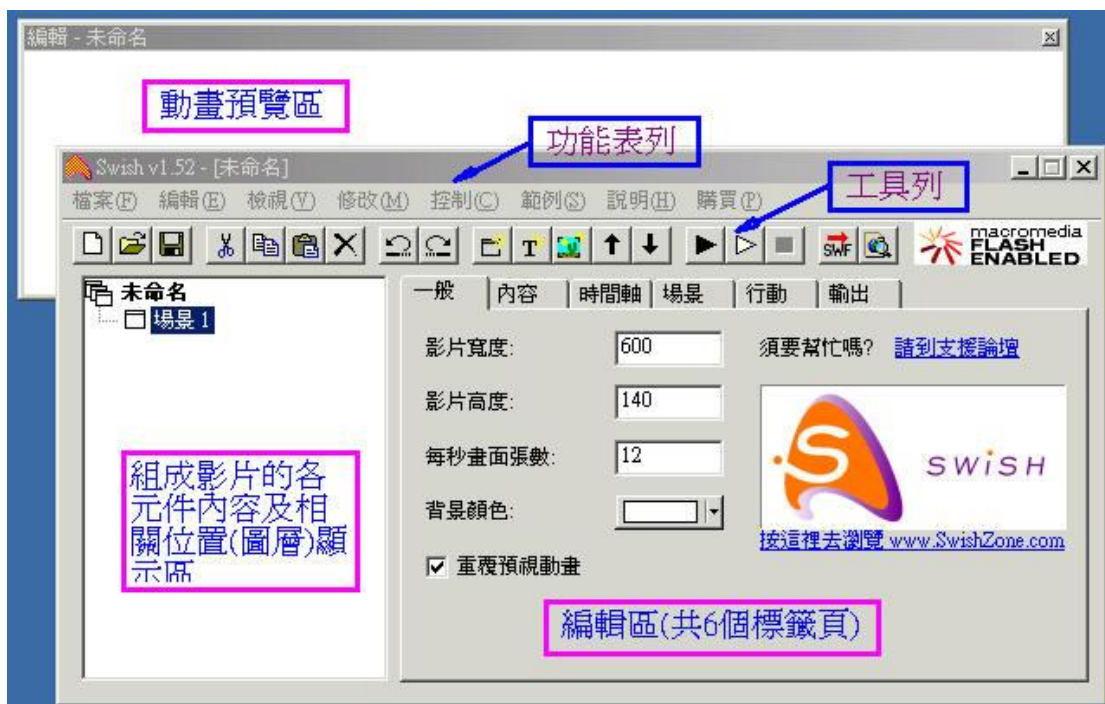 編輯 - 未命名
動畫預覽區
功能表列
Swish v1.52 - [未命名]
工具列
檔案(F) 編輯(E) 檢視(V) 修改(M) 控制(C) 範例(S) 說明(H) 購買(P)
T SWF macromedia
FLASH
ENABLED
未命名
場景 1
一般 內容 時間軸 場景 行動 輸出
影片寬度: 600 須要幫忙嗎? 請到支援論壇
影片高度: 140
每秒畫面張數: 12
SWiSH
背景顏色:
按這裡去瀏覽 www.SwishZone.com
重覆預視動畫
組成影片的各
元件內容及相
關位置(圖層)顯
示區
編輯區(共6個標籤頁)